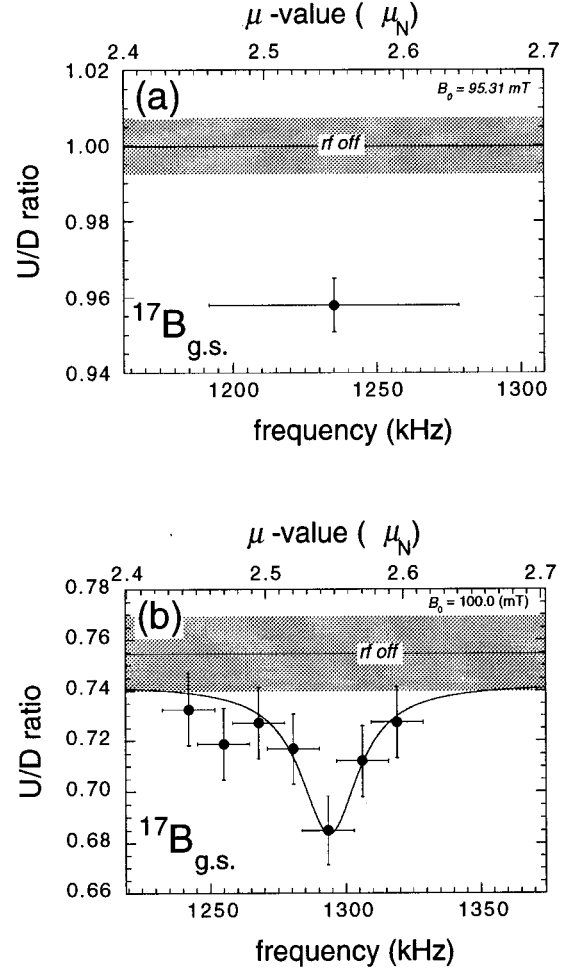 μ -value ( μN)
2.4 2.5 2.6 2.7
(a)
B0 = 95.31 mT
1.02
1.00
0.98
0.96
0.94
rf off
U/D ratio
17Bg.s.
1200 1250 1300
frequency (kHz)
μ -value ( μN)
2.4 2.5 2.6 2.7
(b)
B0 = 100.0 (mT)
0.78
0.76
0.74
0.72
0.70
0.68
0.66
rf off
U/D ratio
17Bg.s.
1250 1300 1350
frequency (kHz)